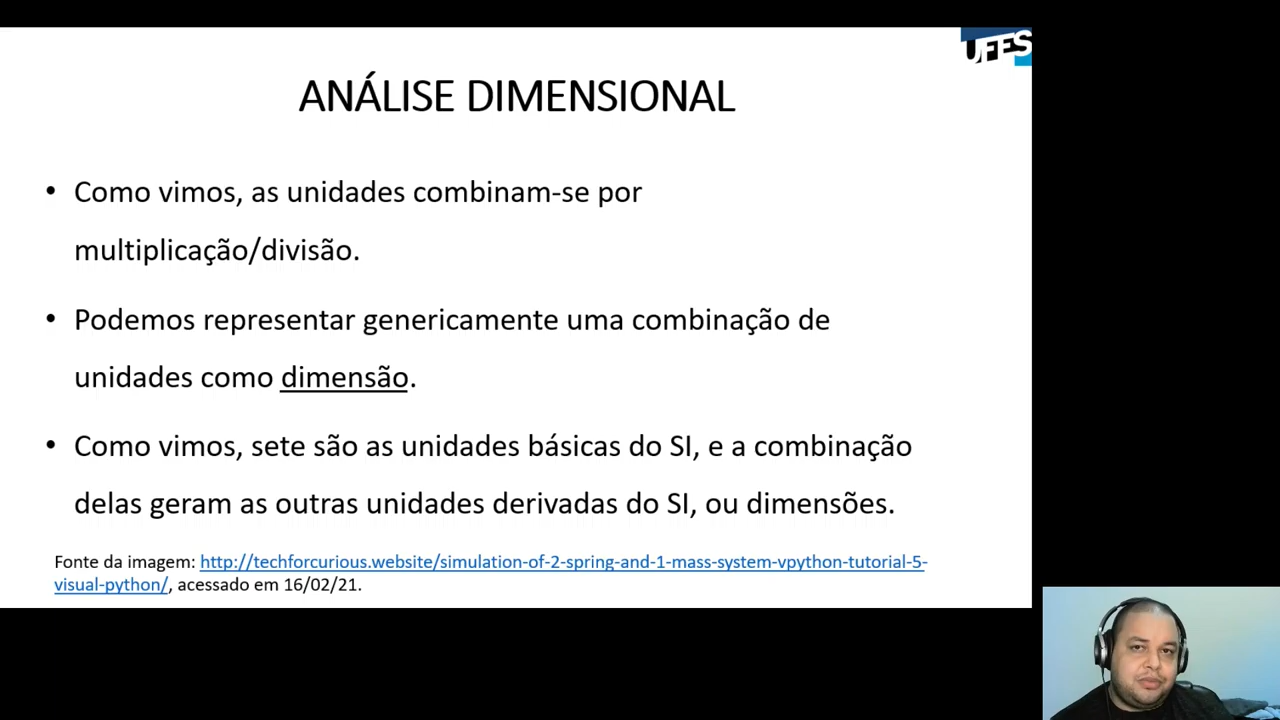 UFES
ANÁLISE DIMENSIONAL
• Como vimos, as unidades combinam-se por
multiplicação/divisão.
• Podemos representar genericamente uma combinação de
unidades como dimensão.
• Como vimos, sete são as unidades básicas do SI, e a combinação
delas geram as outras unidades derivadas do SI, ou dimensões.
Fonte da imagem: http://techforcurious.website/simulation-of-2-spring-and-1-mass-system-vpython-tutorial-5-
visual-python/, acessado em 16/02/21.